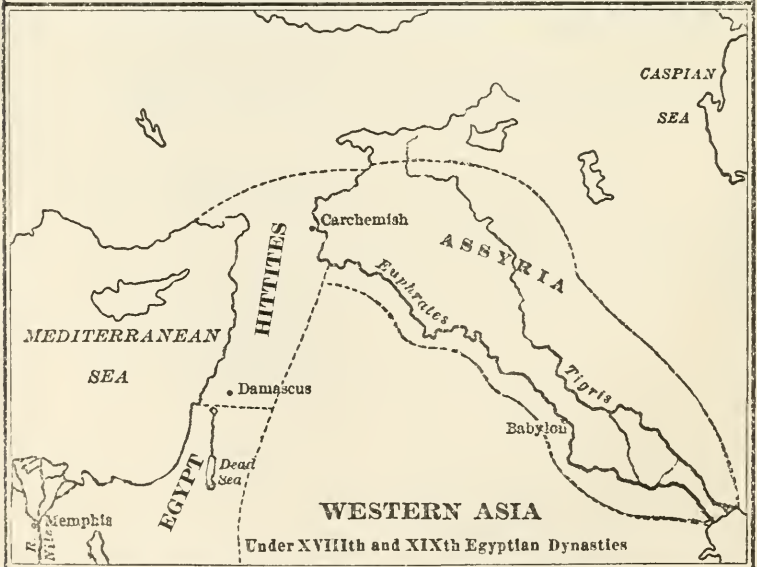 CASPIAN
SEA
Carchemish
ASSYRIA
HITTITES
Euphrates
MEDITERRANEAN
SEA
Damascus
Tigris
Babylon
Dead
Sea
EGYPT
Memphis
R.
Nile
WESTERN ASIA
Under XVIIIth and XIXth Egyptian Dynasties